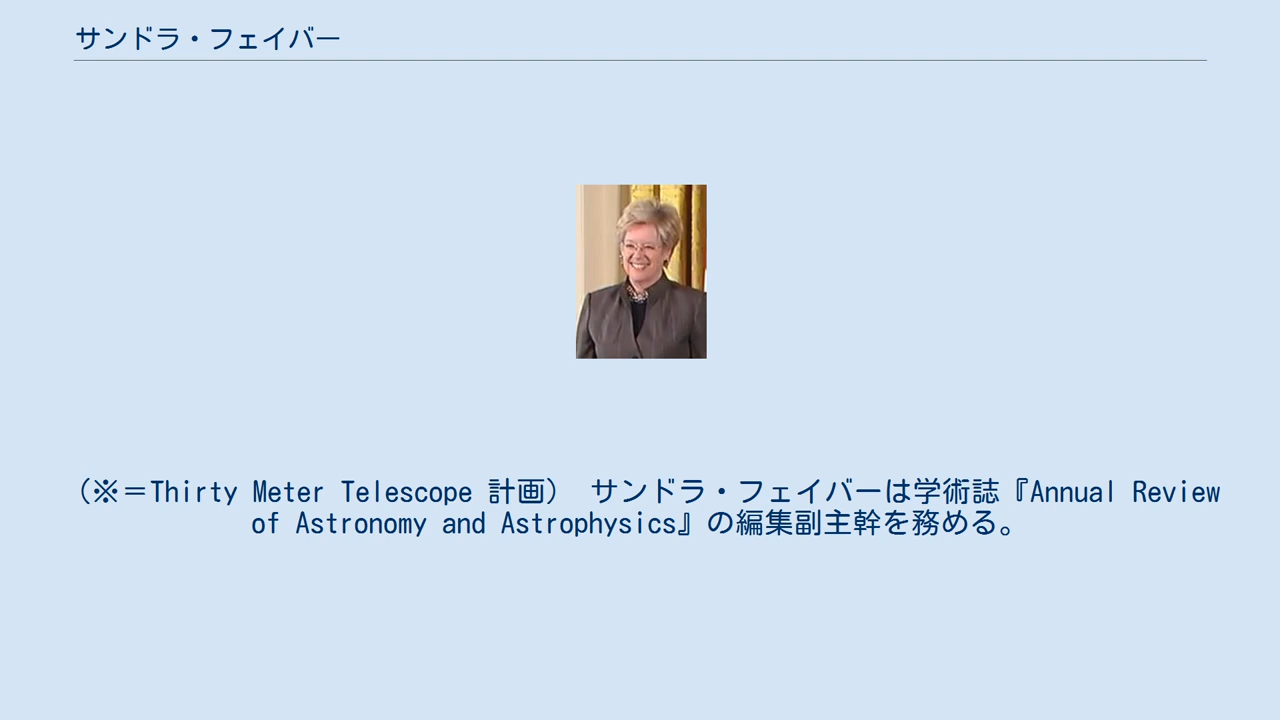 サンドラ・フェイバー
（※＝Thirty Meter Telescope 計画） サンドラ・フェイバーは学術誌『Annual Review
of Astronomy and Astrophysics』の編集副主幹を務める。